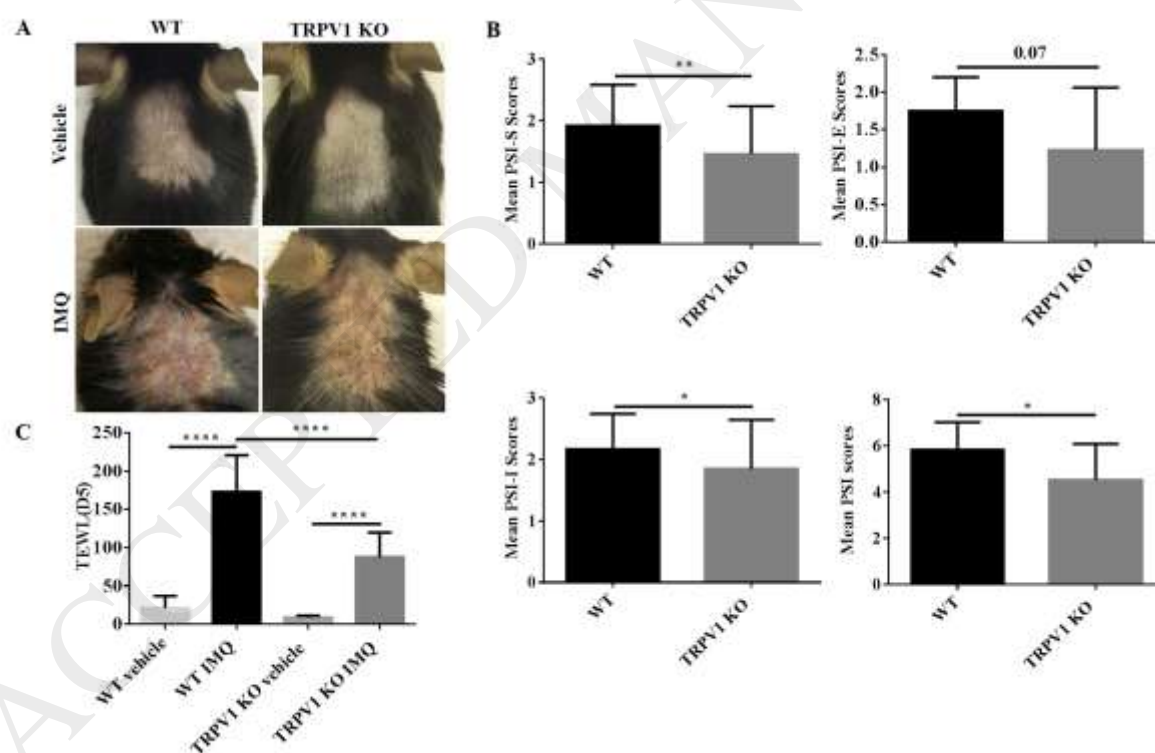 A
WT
TRPV1 KO
Vehicle
IMQ
B
Mean PSI-S Scores
3
2
1
0
**
WT
TRPV1 KO
Mean PSI-E Scores
2.5
2.0
1.5
1.0
0.5
0.0
0.07
WT
TRPV1 KO
Mean PSI-I Scores
3
2
1
0
*
WT
TRPV1 KO
Mean PSI scores
8
6
4
2
0
*
WT
TRPV1 KO
C
TEWL(D5)
250
200
150
100
50
0
****
****
****
WT vehicle
WT IMQ
TRPV1 KO vehicle
TRPV1 KO IMQ
ACCEPTED MAN